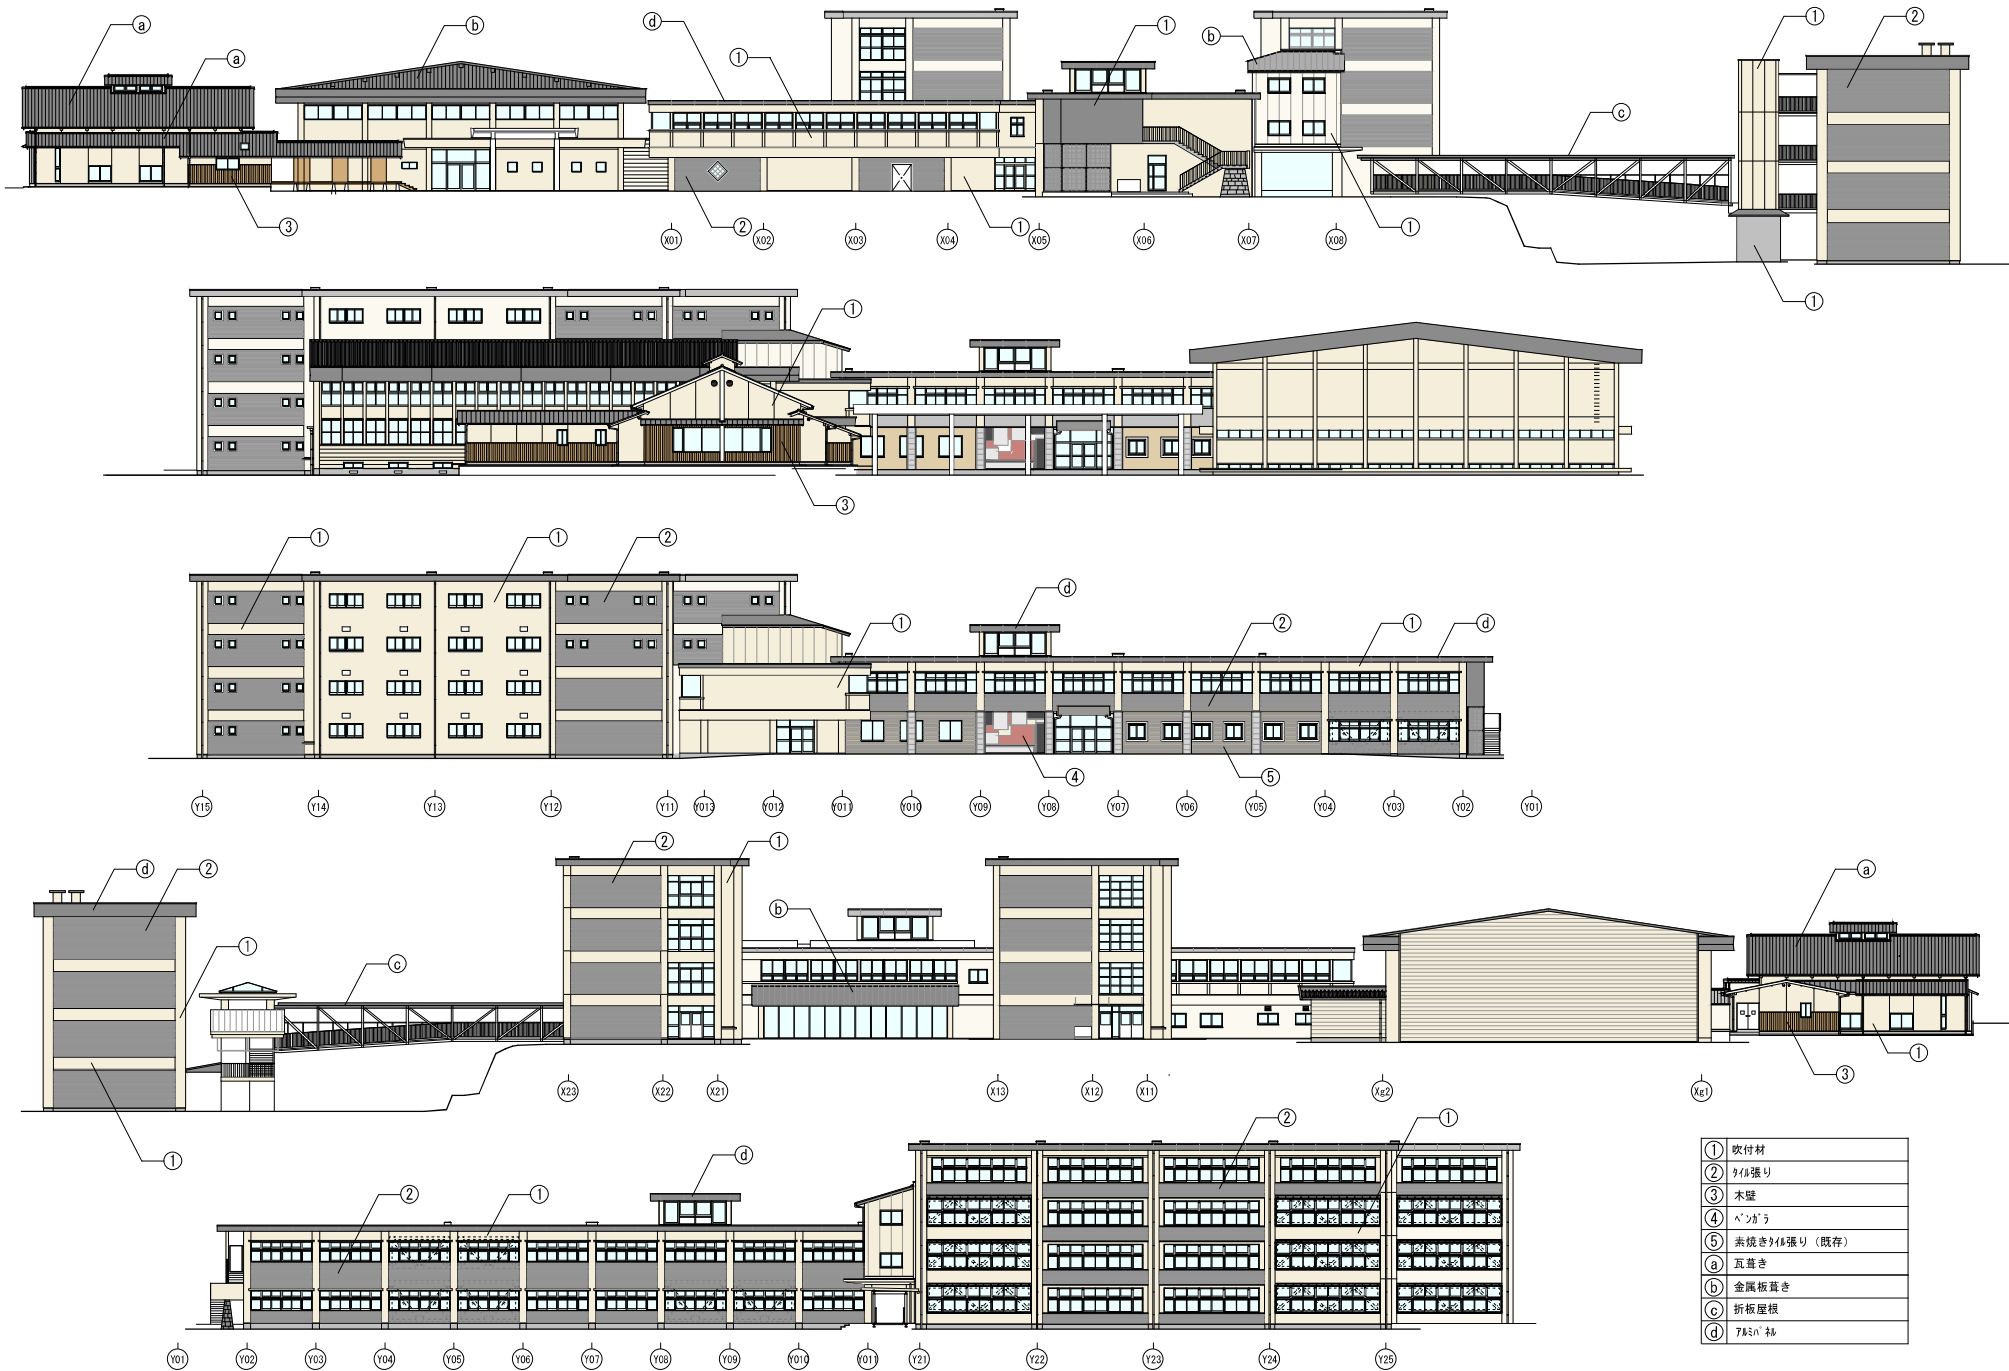 ⓐ ⓑ ⓓ ① ⓑ ① ②
ⓐ ① ⓒ
③ ② ① ①
X01 X02 X03 X04 X05 X06 X07 X08
①
①
③
① ① ②
ⓓ
① ② ① ⓓ
④ ⑤
Y15 Y14 Y13 Y12 Y11 Y013 Y012 Y011 Y010 Y09 Y08 Y07 Y06 Y05 Y04 Y03 Y02 Y01
ⓓ ② ② ① ⓐ
① ⓒ ⓑ
③ ①
X23 X22 X21 X13 X12 X11 Xg2 Xg1
①
② ① ⓓ ② ①
Y01 Y02 Y03 Y04 Y05 Y06 Y07 Y08 Y09 Y010 Y011 Y21 Y22 Y23 Y24 Y25
① 吹付材
② タイル張り
③ 木壁
④ ベンガラ
⑤ 素焼きタイル張り（既存）
ⓐ 瓦葺き
ⓑ 金属板葺き
ⓒ 折板屋根
ⓓ アルミパネル